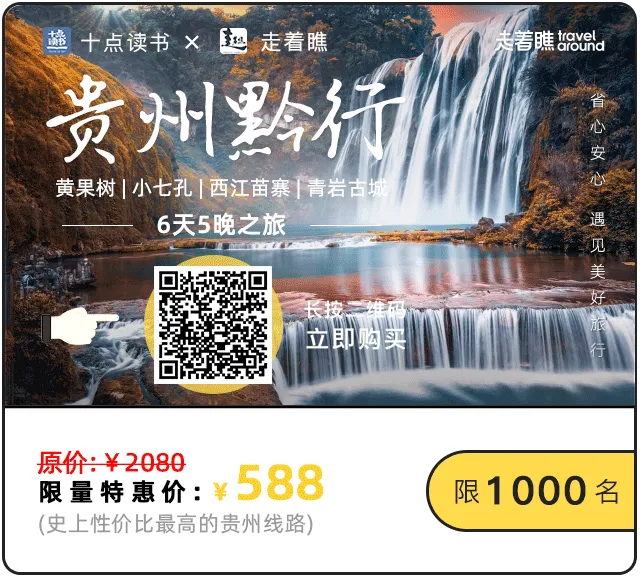 十点读书 × 走着瞧
走着瞧 travel around
贵州黔行
黄果树 | 小七孔 | 西江苗寨 | 青岩古城
6天5晚之旅
省心安心 遇见美好旅行
长按二维码
立即购买
原价:￥2080
限量特惠价:￥588
(史上性价比最高的贵州线路)
限1000名